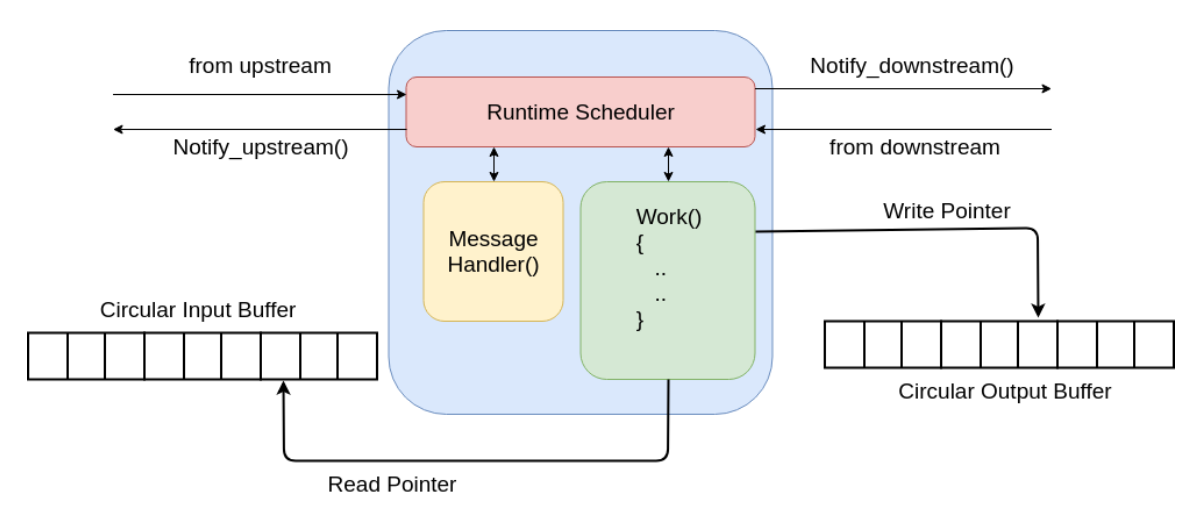 from upstream
Notify_downstream()
Runtime Scheduler
Notify_upstream()
from downstream
Message
Handler()
Work()
{
..
..
}
Write Pointer
Circular Input Buffer
Circular Output Buffer
Read Pointer